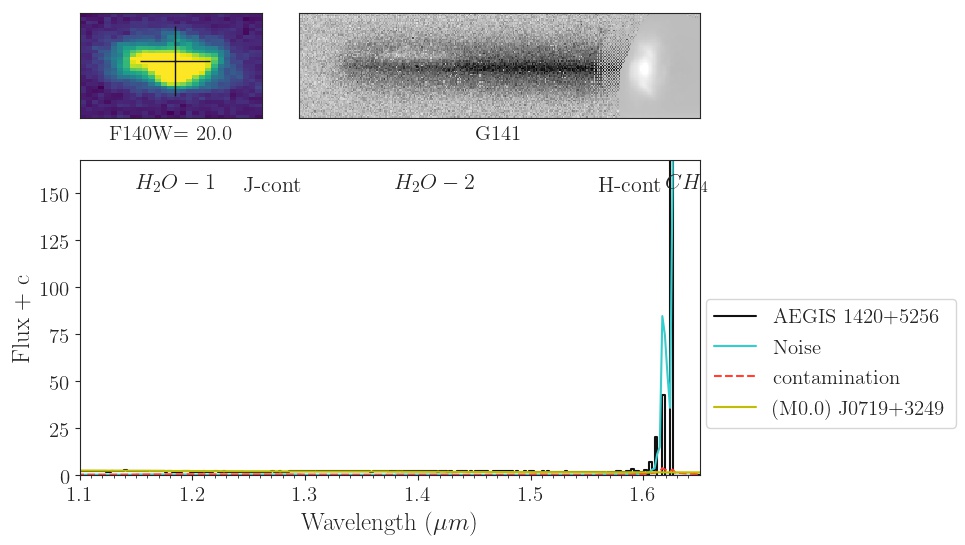 F140W= 20.0
G141
H₂O − 1
J-cont
H₂O − 2
H-cont
CH₄
150
125
100
75
50
25
0
Flux + c
1.1
1.2
1.3
1.4
1.5
1.6
Wavelength (μm)
AEGIS 1420+5256
Noise
contamination
(M0.0) J0719+3249